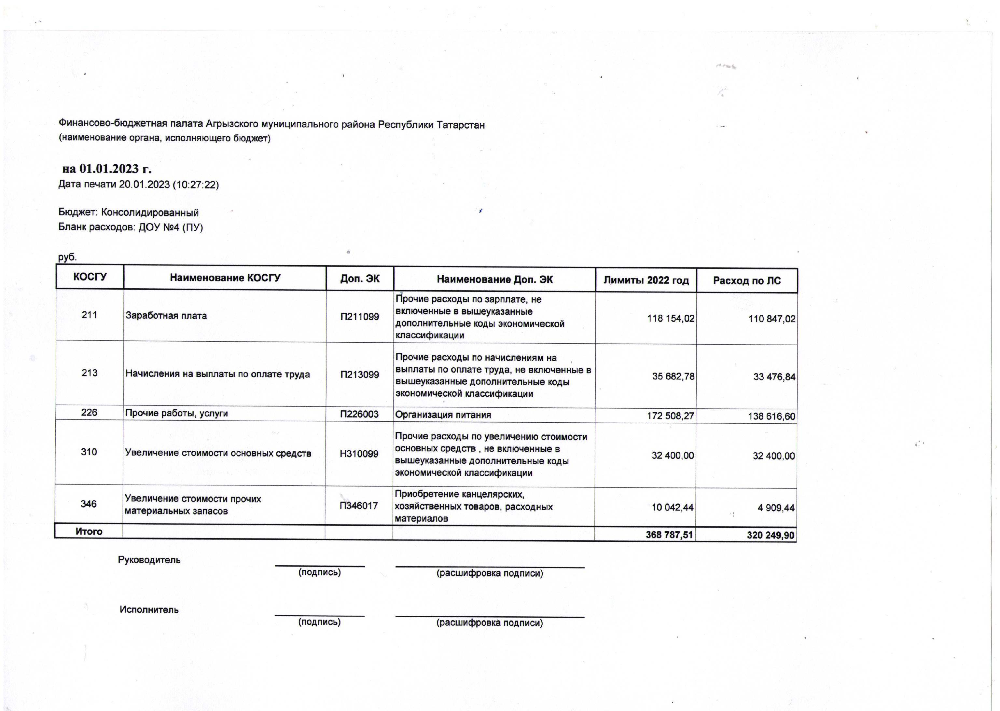 Финансово-бюджетная палата Агрызского муниципального района Республики Татарстан
(наименование органа, исполняющего бюджет)
на 01.01.2023 г.
Дата печати 20.01.2023 (10:27:22)
Бюджет: Консолидированный
Бланк расходов: ДОУ №4 (ПУ)
руб.
КОСГУ Наименование КОСГУ Доп. ЭК Наименование Доп. ЭК Лимиты 2022 год Расход по ЛС
211 Заработная плата П211099 Прочие расходы по зарплате, не
включенные в вышеуказанные
дополнительные коды экономической
классификации 118 154,02 110 847,02
213 Начисления на выплаты по оплате труда П213099 Прочие расходы по начислениям на
выплаты по оплате труда, не включенные в
вышеуказанные дополнительные коды
экономической классификации 35 682,78 33 476,84
226 Прочие работы, услуги П226003 Организация питания 172 508,27 138 616,60
310 Увеличение стоимости основных средств Н310099 Прочие расходы по увеличению стоимости
основных средств , не включенные в
вышеуказанные дополнительные коды
экономической классификации 32 400,00 32 400,00
346 Увеличение стоимости прочих
материальных запасов П346017 Приобретение канцелярских,
хозяйственных товаров, расходных
материалов 10 042,44 4 909,44
Итого 368 787,51 320 249,90
Руководитель
(подпись) (расшифровка подписи)
Исполнитель
(подпись) (расшифровка подписи)